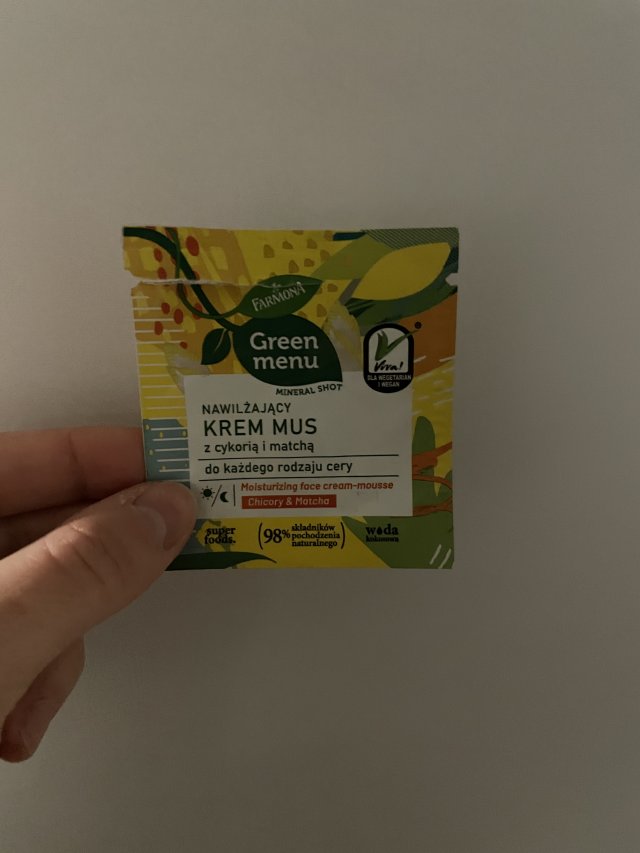 FARMONA
Green
menu
MINERAL SHOT
Viva!
DLA WEGETARIAN
I WEGAN
NAWILŻAJĄCY
KREM MUS
z cykorią i matchą
do każdego rodzaju cery
Moisturizing face cream-mousse
Chicory & Matcha
super
foods.
(98% składników
pochodzenia
naturalnego)
woda
kokosowa